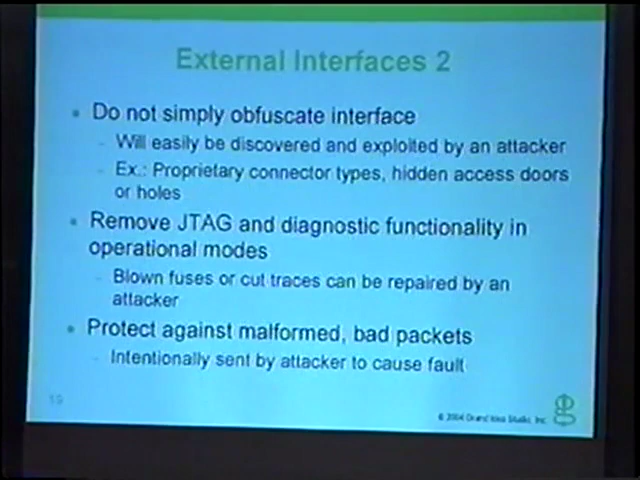 External Interfaces 2
Do not simply obfuscate interface
- Will easily be discovered and exploited by an attacker
- Ex.: Proprietary connector types, hidden access doors
or holes
Remove JTAG and diagnostic functionality in
operational modes
- Blown fuses or cut traces can be repaired by an
attacker
Protect against malformed, bad packets
- Intentionally sent by attacker to cause fault
19
© 2004 Grand Idea Studio, Inc.